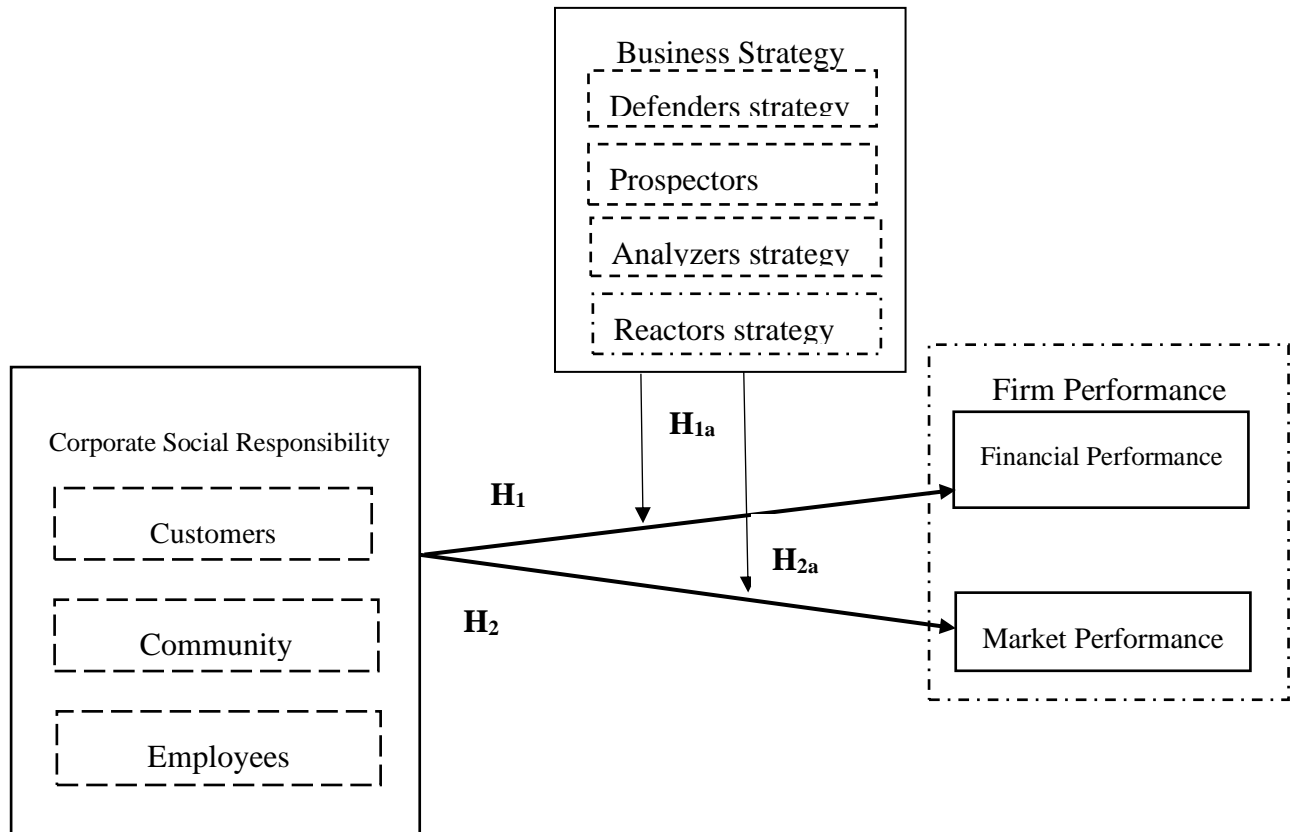 Business Strategy
Defenders strategy
Prospectors
Analyzers strategy
Reactors strategy
Corporate Social Responsibility
Customers
Community
Employees
H1
H1a
H2a
H2
Firm Performance
Financial Performance
Market Performance